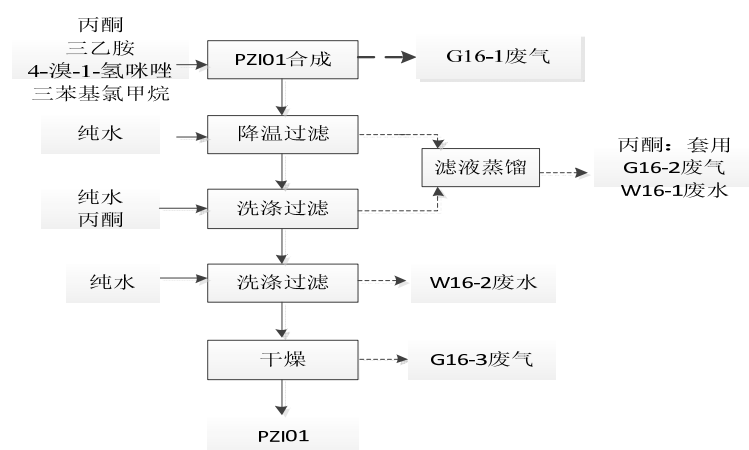 丙酮
三乙胺
4-溴-1-氢咪唑
三苯基氯甲烷
PZI01合成
G16-1废气
纯水
降温过滤
滤液蒸馏
丙酮：套用
G16-2废气
W16-1废水
纯水
丙酮
洗涤过滤
纯水
洗涤过滤
W16-2废水
干燥
G16-3废气
PZI01